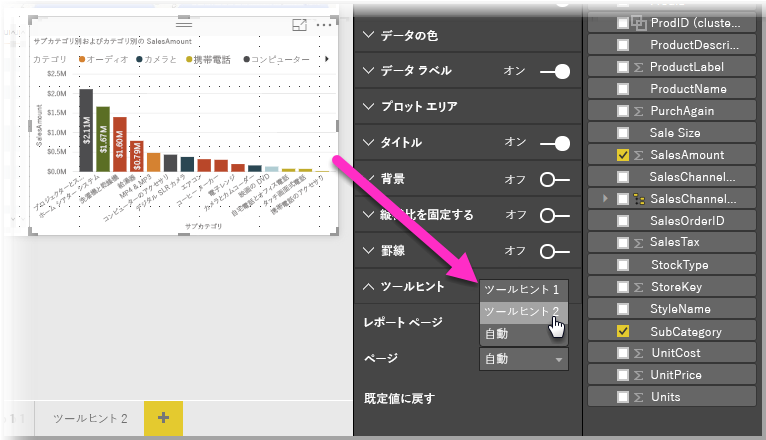 サブカテゴリ別およびカテゴリ別の SalesAmount
カテゴリ オーディオ カメラと 携帯電話 コンピューター
$2.5M
$2.0M
$1.5M
$1.0M
$0.5M
$0.0M
SalesAmount
$2.11M
$1.67M
$1.60M
$0.79M
プロジェクターとス...
ホーム シアター システム
洗濯機と乾燥機
給湯器
MP4 & MP3
コンピューターのアクセサリ
デジタル SLR カメラ
エアコン
コーヒー メーカー
電子レンジ
カメラとカムコーダー
映画の DVD
自宅電話とオフィス電話
タッチ画面式電話
携帯電話のアクセサリ
サブカテゴリ
ツールヒント 2
+
データの色
データ ラベル オン
プロット エリア
タイトル オン
背景 オフ
縦横比を固定する オフ
罫線 オフ
ツールヒント
レポート ページ
ツールヒント 1
ツールヒント 2
自動
ページ 自動
既定値に戻す
ProdID (cluste...
ProductDescri...
ProductLabel
ProductName
PurchAgain
Sale Size
SalesAmount
SalesChannel...
SalesChannel...
SalesOrderID
SalesTax
StockType
StoreKey
StyleName
SubCategory
UnitCost
UnitPrice
Units